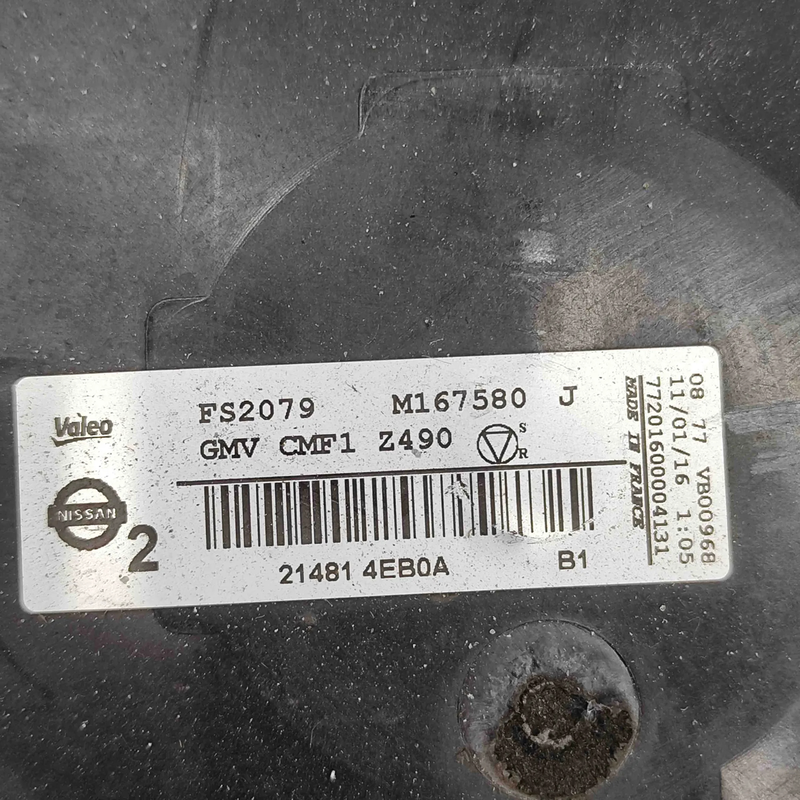 Valeo
FS2079 M167580 J
GMV CMF1 Z490 S R
NISSAN 2
21481 4EB0A B1
MADE IN FRANCE
77201600004131
11/01/16 1:05
08 77 VB00968